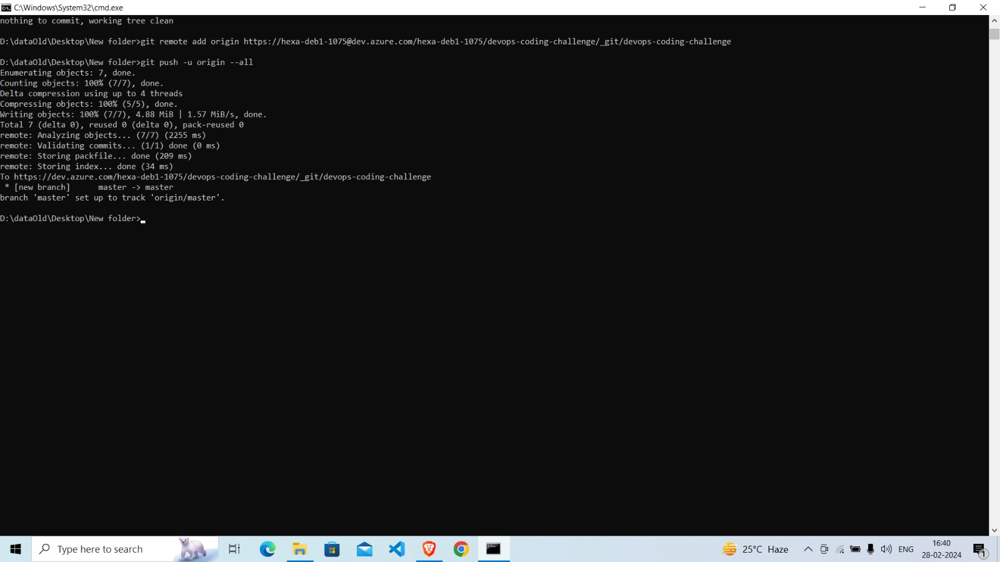 C:\Windows\System32\cmd.exe
nothing to commit, working tree clean
D:\dataOld\Desktop\New folder>git remote add origin https://hexa-deb1-1075@dev.azure.com/hexa-deb1-1075/devops-coding-challenge/_git/devops-coding-challenge
D:\dataOld\Desktop\New folder>git push -u origin --all
Enumerating objects: 7, done.
Counting objects: 100% (7/7), done.
Delta compression using up to 4 threads
Compressing objects: 100% (5/5), done.
Writing objects: 100% (7/7), 4.88 MiB | 1.57 MiB/s, done.
Total 7 (delta 0), reused 0 (delta 0), pack-reused 0
remote: Analyzing objects... (7/7) (2255 ms)
remote: Validating commits... (1/1) done (0 ms)
remote: Storing packfile... done (209 ms)
remote: Storing index... done (34 ms)
To https://dev.azure.com/hexa-deb1-1075/devops-coding-challenge/_git/devops-coding-challenge
 * [new branch]      master -> master
branch 'master' set up to track 'origin/master'.
D:\dataOld\Desktop\New folder>
Type here to search
25°C Haze
ENG
16:40
28-02-2024
1